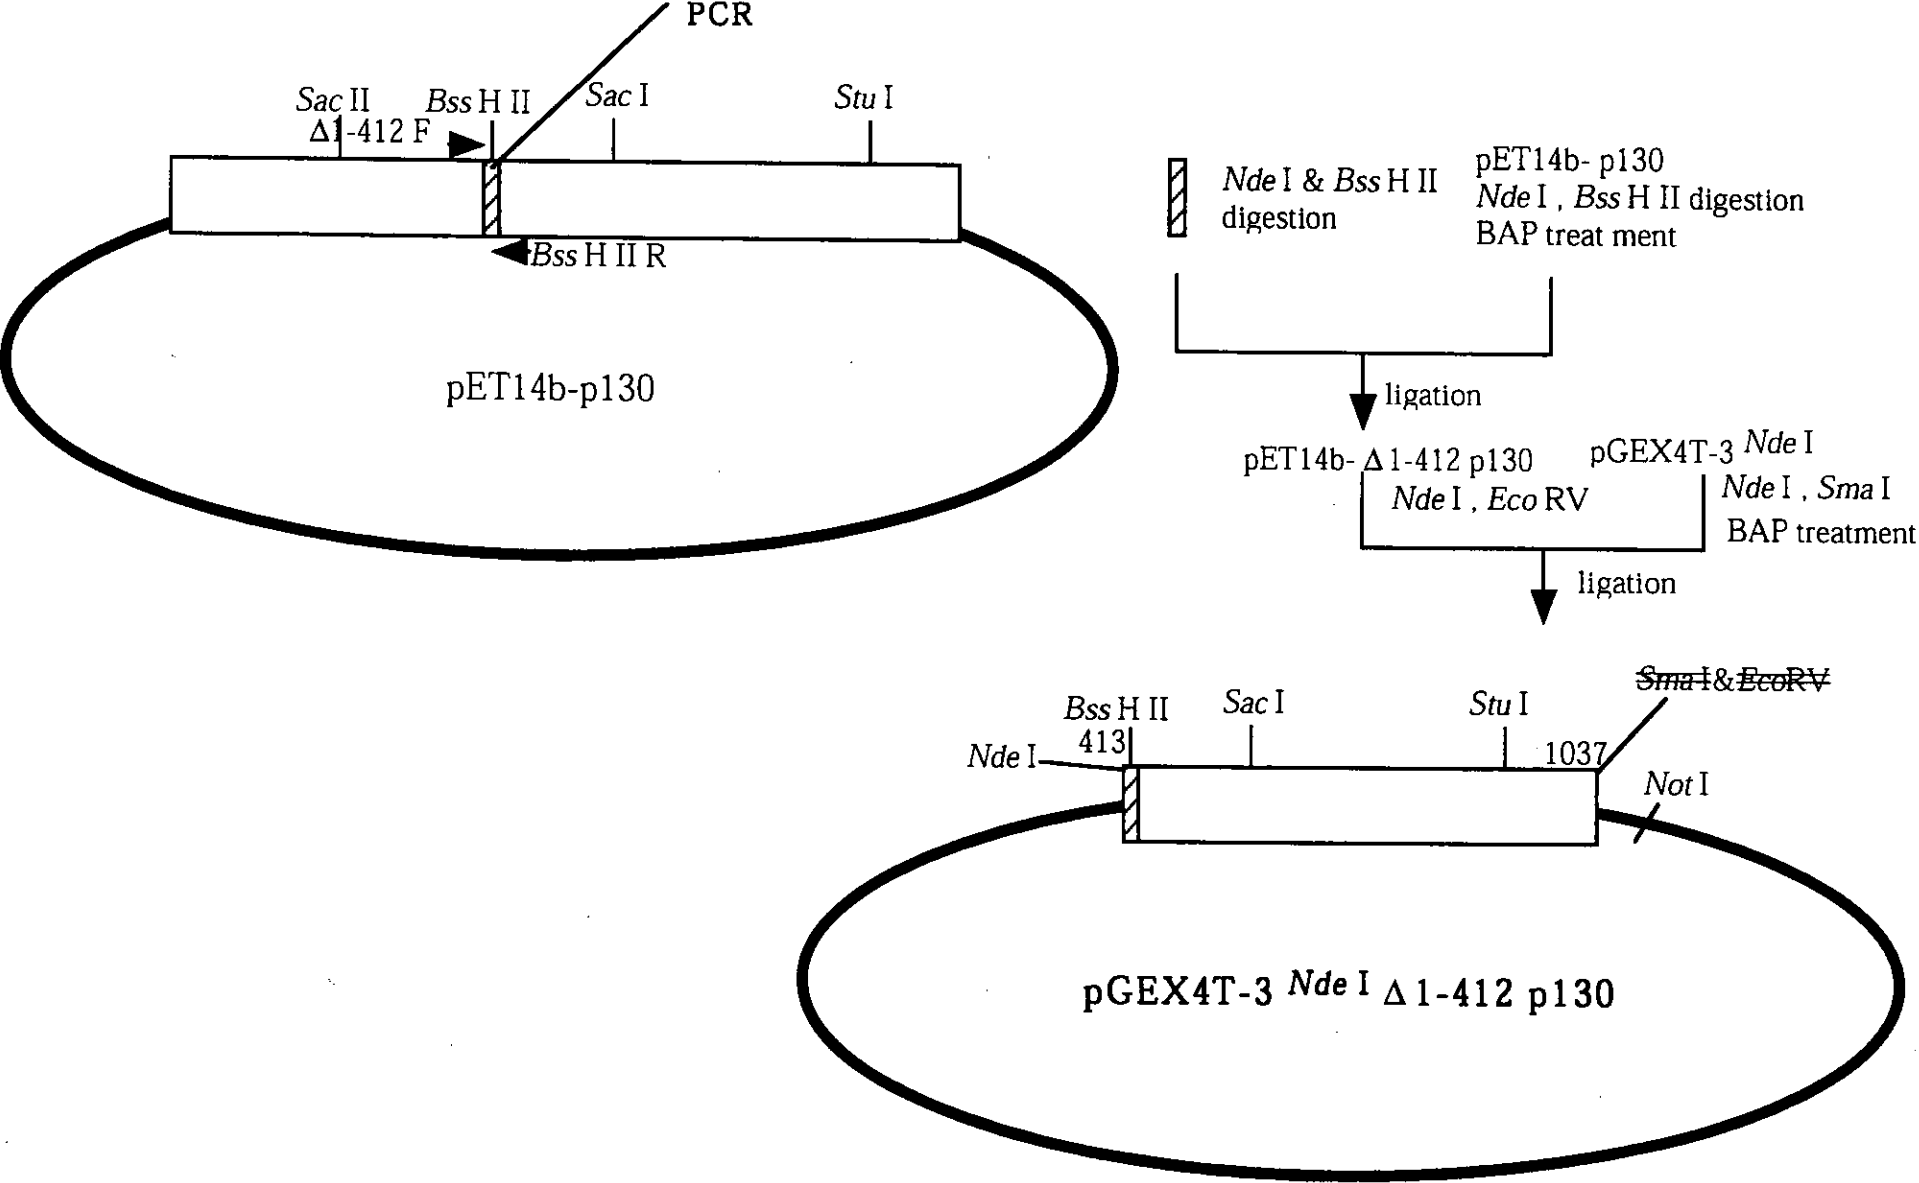 PCR
Sac II
Bss H II
Sac I
Stu I
Δ1-412 F
Bss H II R
pET14b-p130
Nde I & Bss H II
digestion
pET14b- p130
Nde I , Bss H II digestion
BAP treat ment
ligation
pET14b- Δ 1-412 p130
Nde I , Eco RV
pGEX4T-3 Nde I
Nde I , Sma I
BAP treatment
ligation
Sma I & EcoRV
Bss H II
Sac I
Stu I
Nde I
413
1037
Not I
pGEX4T-3 Nde I Δ 1-412 p130